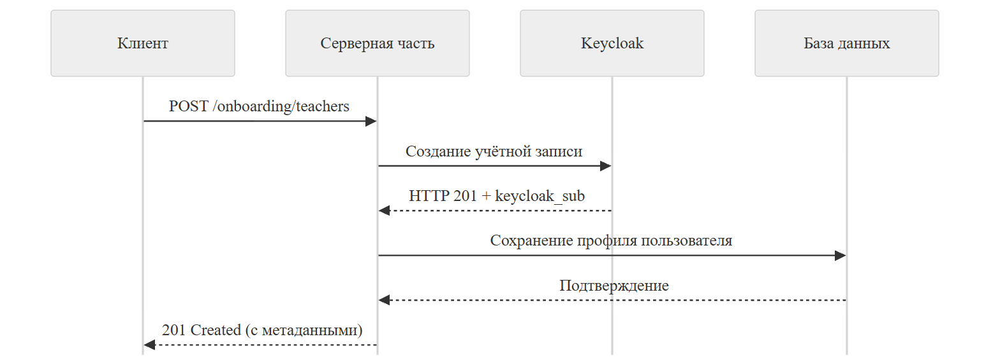 Клиент
Серверная часть
Keycloak
База данных
POST /onboarding/teachers
Создание учётной записи
HTTP 201 + keycloak_sub
Сохранение профиля пользователя
Подтверждение
201 Created (с метаданными)